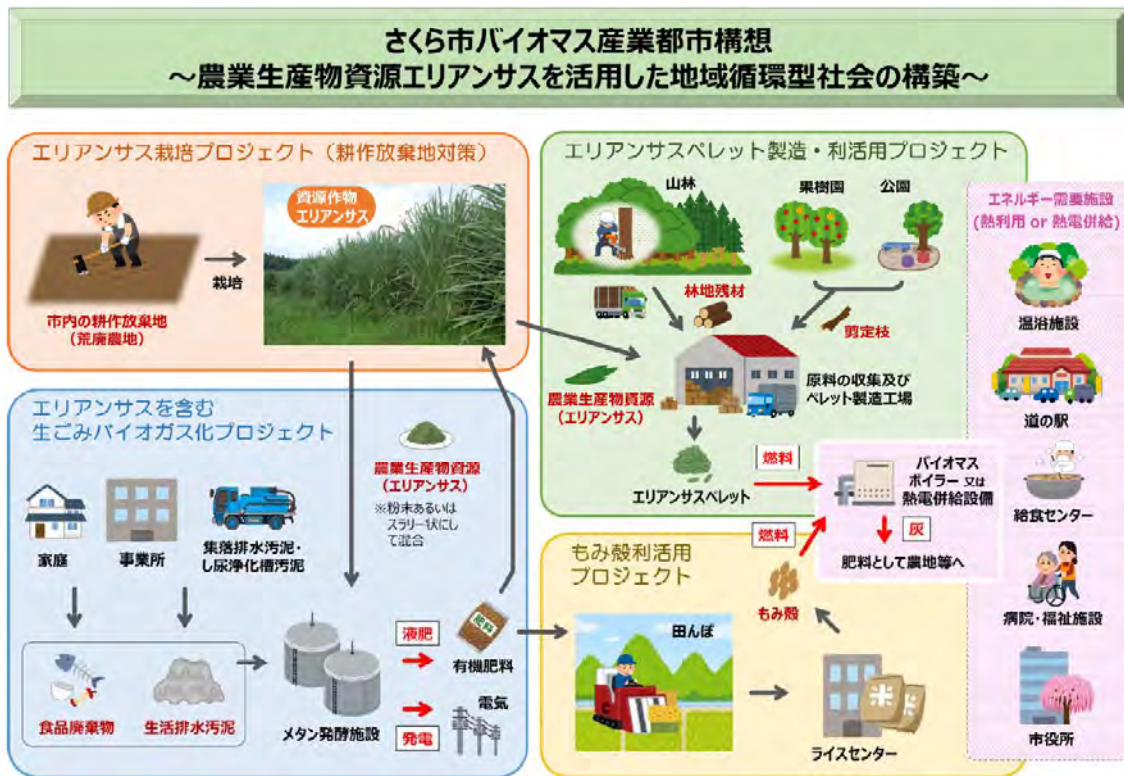 さくら市バイオマス産業都市構想
～農業生産物資源エリアンサスを活用した地域循環型社会の構築～
エリアンサス栽培プロジェクト（耕作放棄地対策）
資源作物
エリアンサス
栽培
市内の耕作放棄地
（荒廃農地）
エリアンサスペレット製造・利活用プロジェクト
山林
果樹園
公園
林地残材
剪定枝
農業生産物資源
（エリアンサス）
原料の収集及び
ペレット製造工場
エリアンサスペレット
燃料
バイオマス
ボイラー 又は
熱電併給設備
灰
肥料として農地等へ
エネルギー需要施設
（熱利用 or 熱電併給）
温浴施設
道の駅
給食センター
病院・福祉施設
市役所
エリアンサスを含む
生ごみバイオガス化プロジェクト
農業生産物資源
（エリアンサス）
※粉末あるいは
スラリー状にし
て混合
家庭
事業所
集落排水汚泥・
し尿浄化槽汚泥
食品廃棄物
生活排水汚泥
メタン発酵施設
液肥
肥料
有機肥料
発電
電気
もみ殻利活用
プロジェクト
燃料
もみ殻
田んぼ
米
ライスセンター